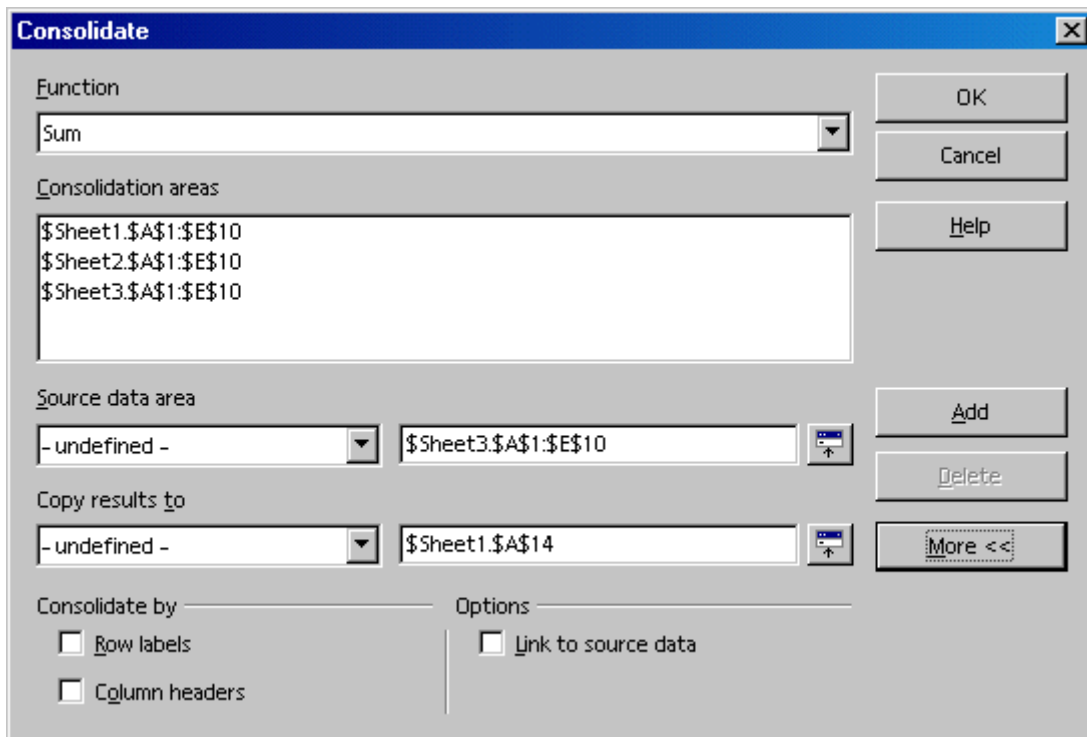 Consolidate
Function
OK
Sum
Cancel
Consolidation areas
$Sheet1.$A$1:$E$10
Help
$Sheet2.$A$1:$E$10
$Sheet3.$A$1:$E$10
Source data area
Add
- undefined -
$Sheet3.$A$1:$E$10
Delete
Copy results to
- undefined -
$Sheet1.$A$14
More <<
Consolidate by
Options
Row labels
Link to source data
Column headers